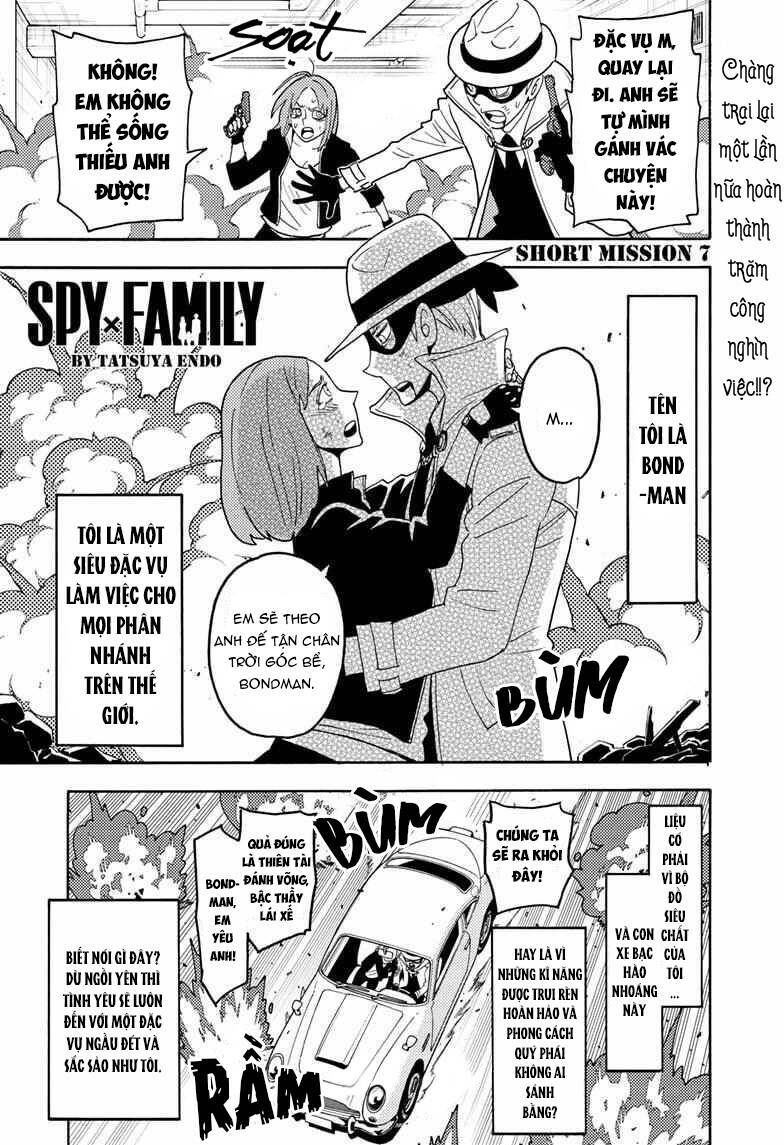 Chàng
trai lại
một lần
nữa hoàn
thành
trăm
công
nghìn
việc!!?
ĐẶC VỤ M,
QUAY LẠI
ĐI. ANH SẼ
TỰ MÌNH
GÁNH VÁC
CHUYỆN
NÀY!
soạt
KHÔNG!
EM KHÔNG
THỂ SỐNG
THIẾU ANH
ĐƯỢC!
SHORT MISSION 7
SPY×FAMILY
BY TATSUYA ENDO
TÊN
TÔI LÀ
BOND
-MAN
M...
TÔI LÀ MỘT
SIÊU ĐẶC VỤ
LÀM VIỆC CHO
MỌI PHÂN
NHÁNH
TRÊN THẾ
GIỚI.
EM SẼ THEO
ANH ĐẾ TẬN CHÂN
TRỜI GÓC BỂ,
BONDMAN.
BÙM
LIỆU
CÓ PHẢI
VÌ BỘ
ĐỒ SIÊU
CHẤT CỦA
TÔI
...
VÀ CON
XE BẠC
HÀO
NHOÁNG
NÀY
CHÚNG TA
SẼ RA KHỎI
ĐÂY!
HAY LÀ VÌ
NHỮNG KĨ NĂNG
ĐƯỢC TRUI RÈN
HOÀN HẢO VÀ
PHONG CÁCH
QUÝ PHÁI
KHÔNG AI
SÁNH
BẰNG?
BÙM
QUẢ ĐÚNG
LÀ THIÊN TÀI
ĐÁNH VÕNG,
BẬC THẦY
LÁI XẾ
BOND-
MAN, EM
YÊU
ANH!
BIẾT NÓI GÌ ĐÂY?
DÙ NGỒI YÊN THÌ
TÌNH YÊU SẼ LUÔN
ĐẾN VỚI MỘT ĐẶC
VỤ NGẦU ĐÉT VÀ
SẮC SẢO NHƯ TÔI.
RẦM